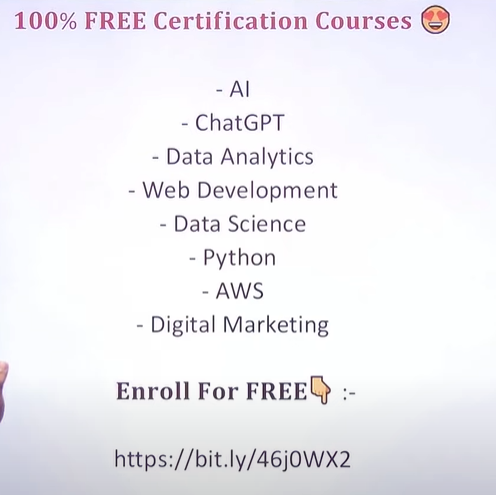 100% FREE Certification Courses 😍
- AI
- ChatGPT
- Data Analytics
- Web Development
- Data Science
- Python
- AWS
- Digital Marketing
Enroll For FREE👇 :-
https://bit.ly/46j0WX2